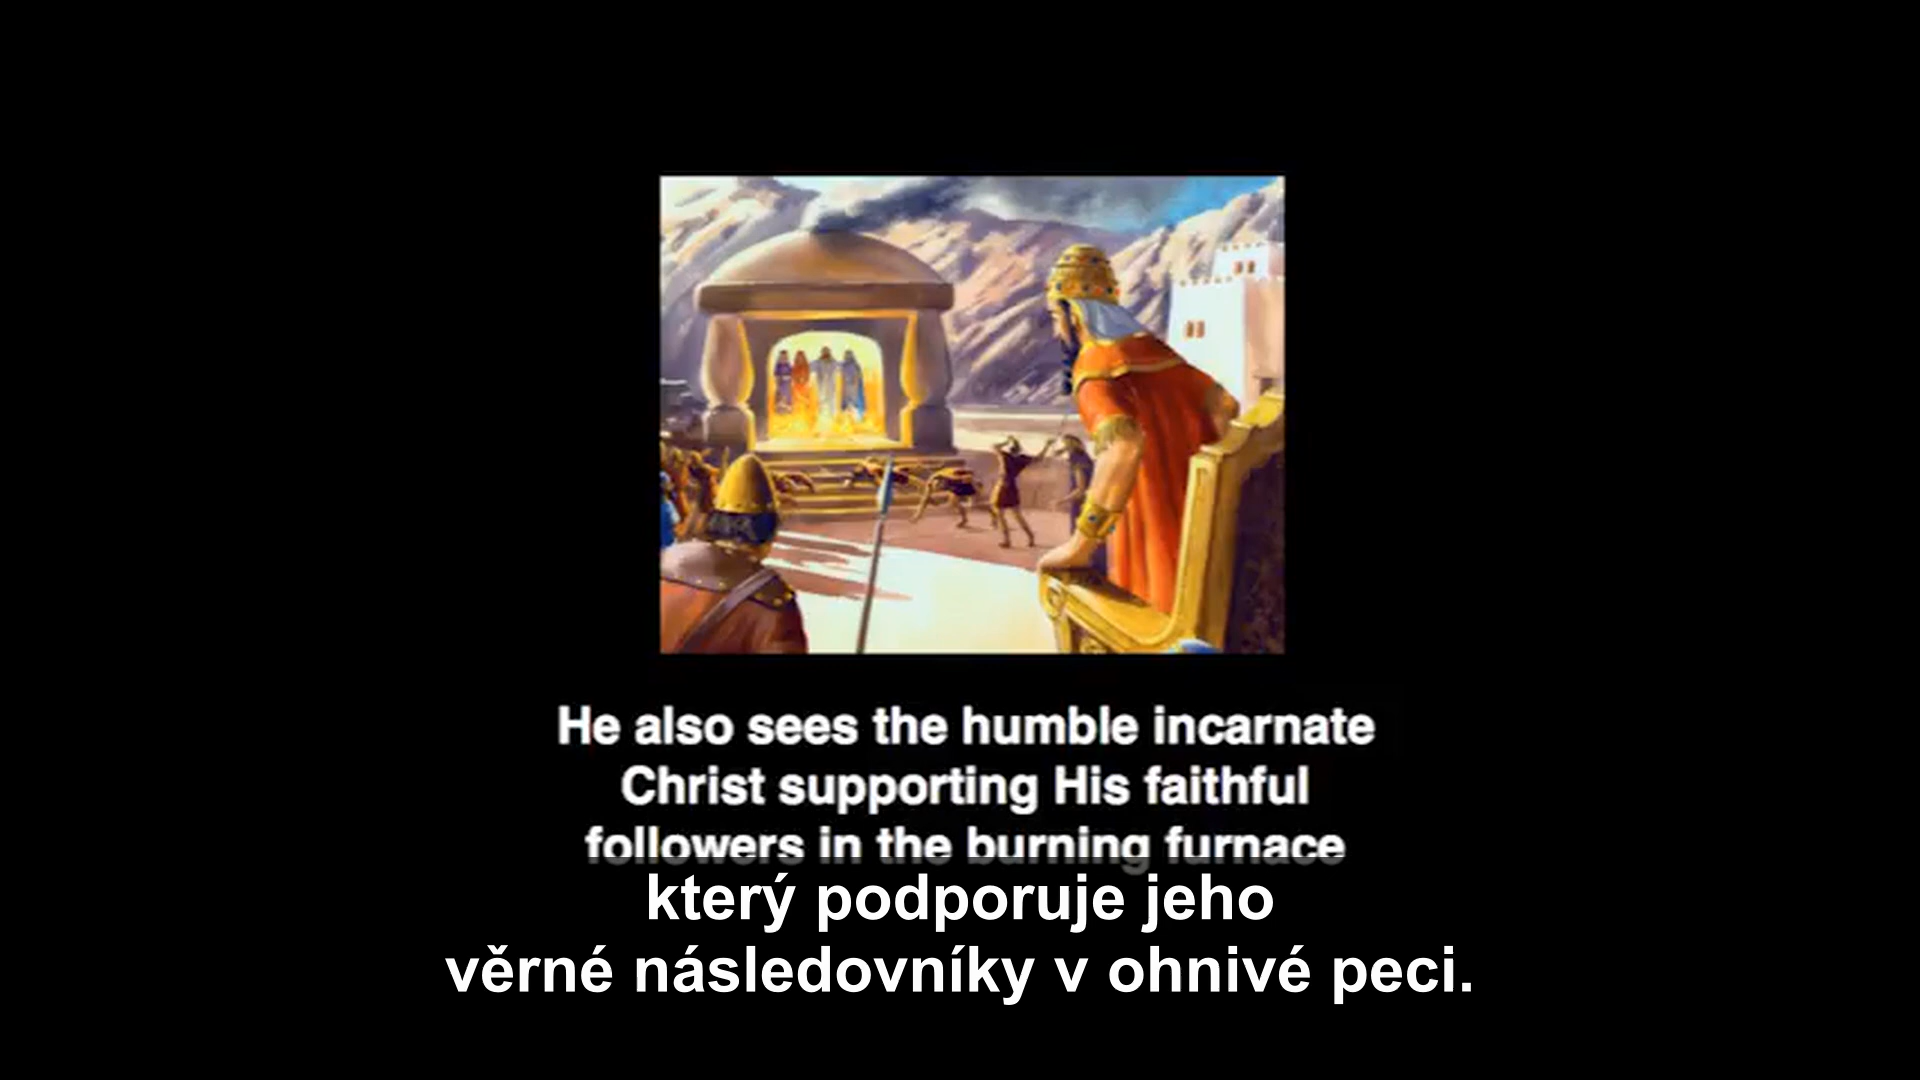 He also sees the humble incarnate
Christ supporting His faithful
followers in the burning furnace
který podporuje jeho
věrné následovníky v ohnivé peci.